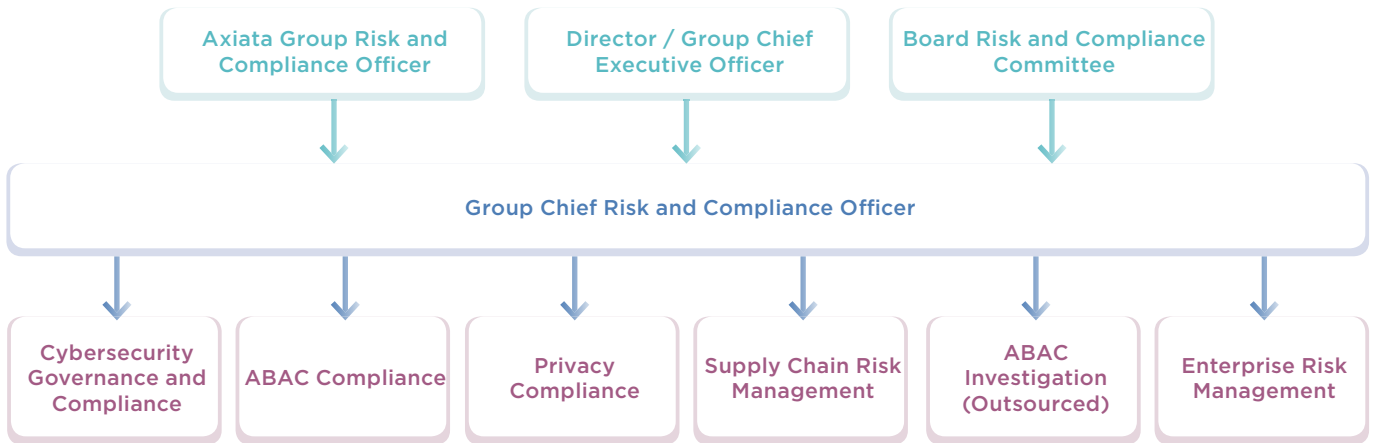 Axiata Group Risk and
Compliance Officer
Director / Group Chief
Executive Officer
Board Risk and Compliance
Committee
Group Chief Risk and Compliance Officer
Cybersecurity
Governance and
Compliance
ABAC Compliance
Privacy
Compliance
Supply Chain Risk
Management
ABAC
Investigation
(Outsourced)
Enterprise Risk
Management